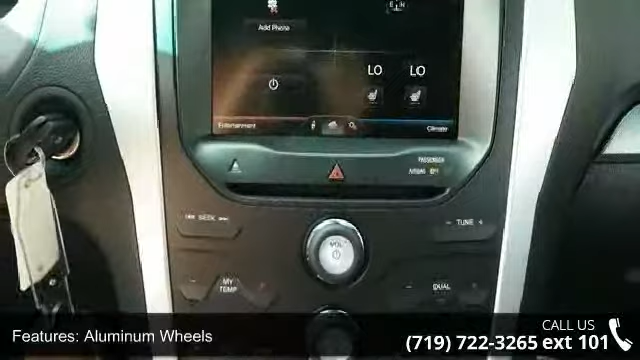 Add Phone
LO LO
Entertainment
Climate
PASSENGER
AIRBAG
SEEK
TUNE
VOL
MY
TEMP
DUAL
CALL US
Features: Aluminum Wheels
(719) 722-3265 ext 101